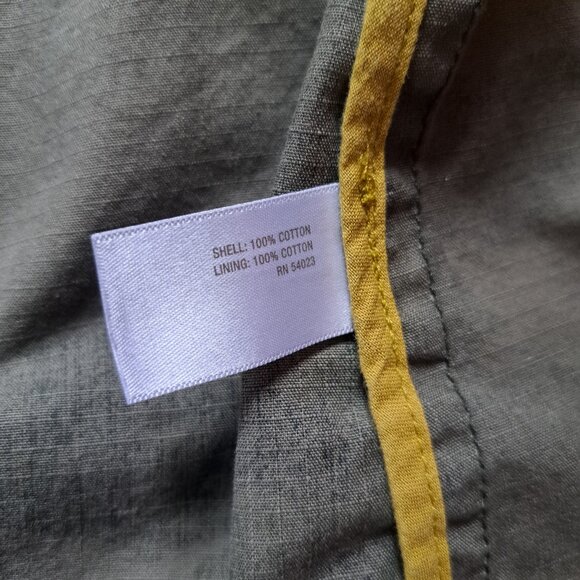 SHELL: 100% COTTON
LINING: 100% COTTON
RN 54023